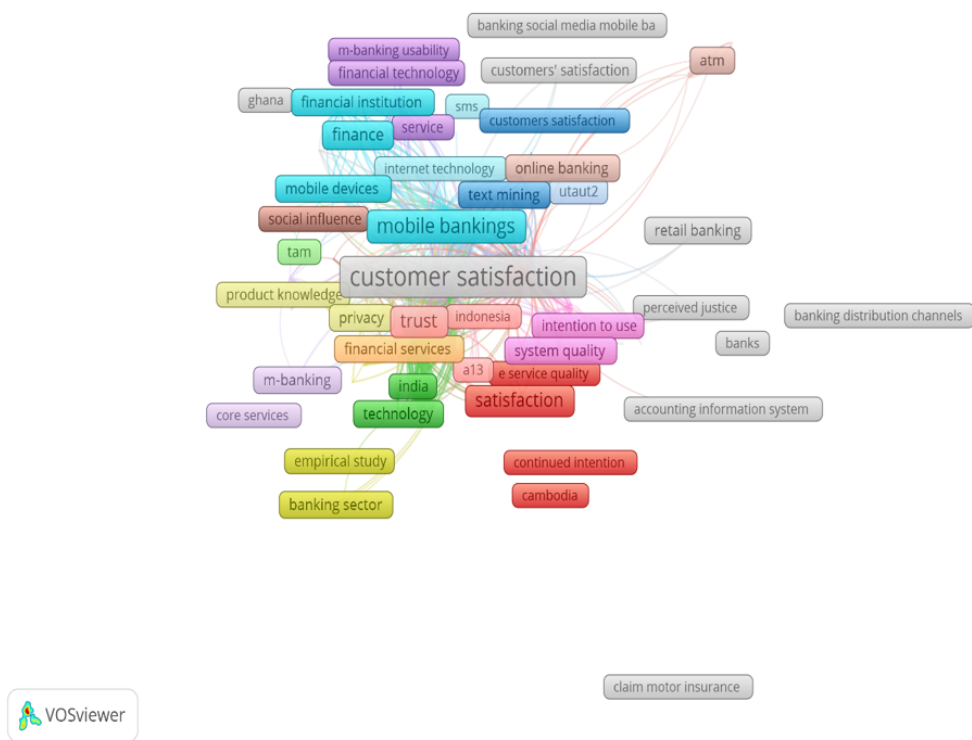 banking social media mobile ba
m-banking usability
atm
financial technology
customers' satisfaction
ghana
financial institution
sms
customers satisfaction
finance
service
internet technology
online banking
mobile devices
text mining
utaut2
social influence
mobile bankings
retail banking
tam
customer satisfaction
product knowledge
perceived justice
privacy
trust
indonesia
intention to use
banking distribution channels
financial services
system quality
banks
m-banking
a13
e service quality
india
satisfaction
core services
technology
accounting information system
empirical study
continued intention
banking sector
cambodia
claim motor insurance
VOSviewer